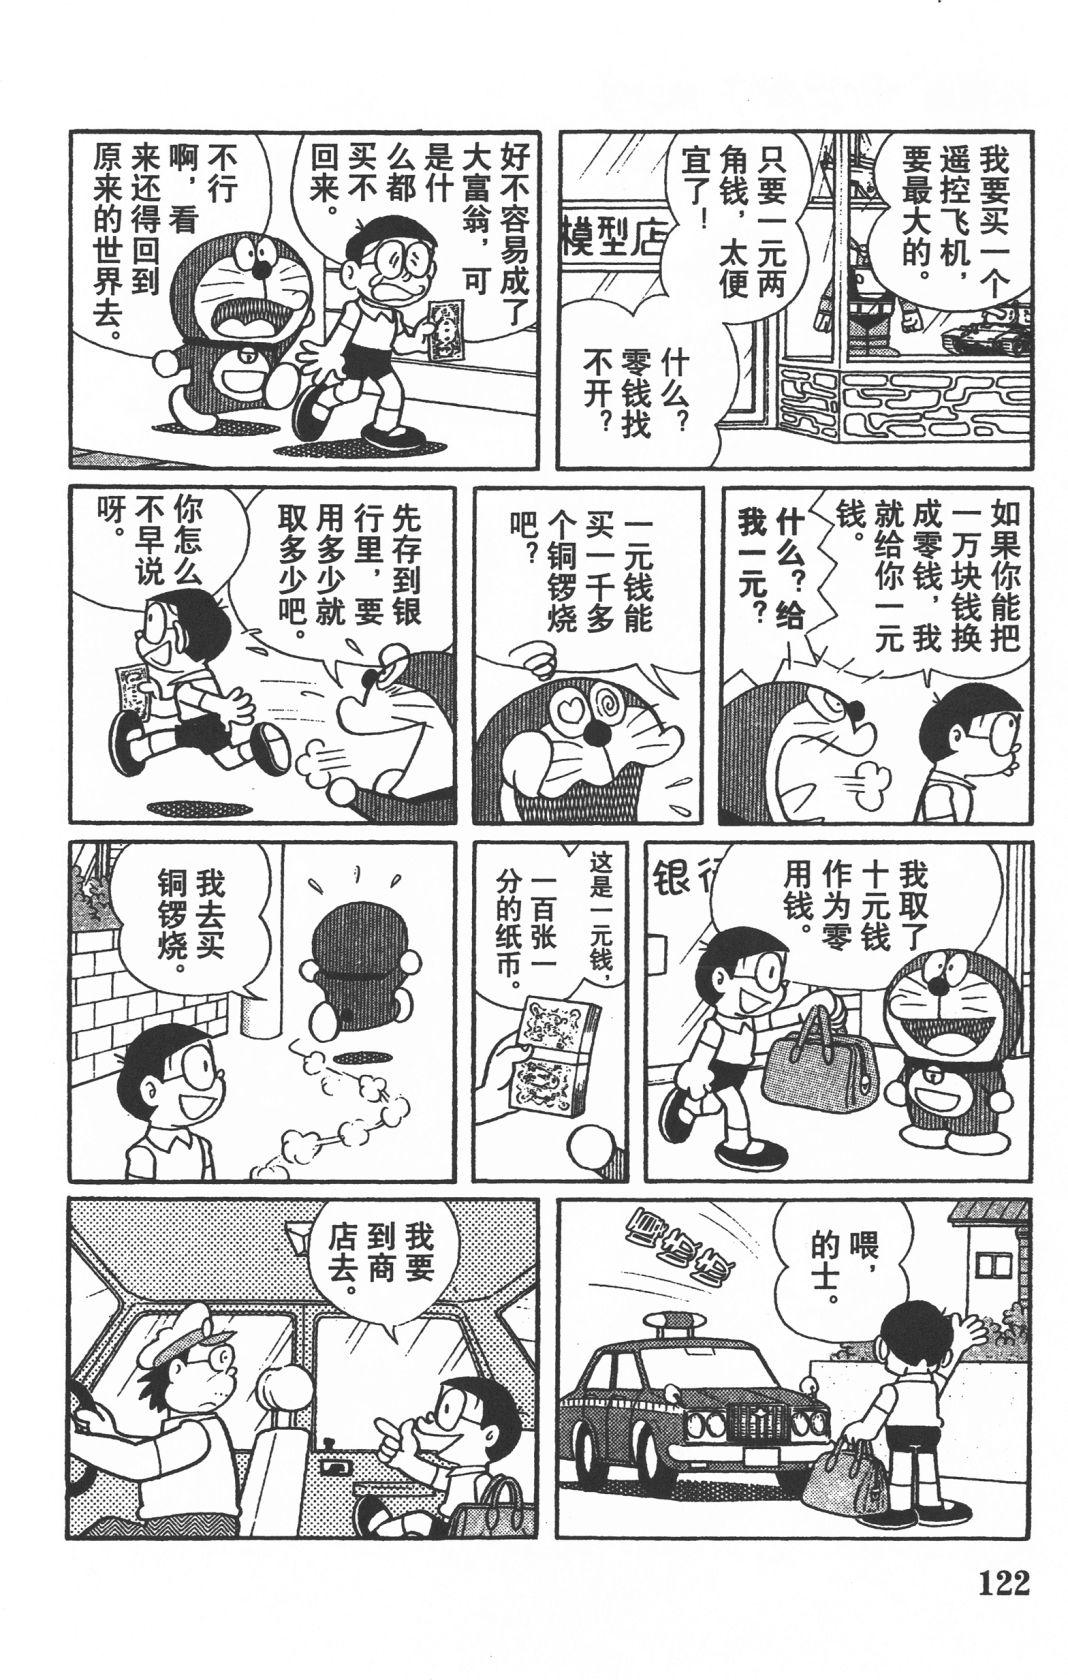 我要买一个
遥控飞机，
要最大的。
只要一元两
角钱，太便
宜了！
模型店
什么？
零钱找
不开？
好不容易成了
大富翁，可
是什
么都
买不
回来。
不行
啊，看
来还得回到
原来的世界去。
如果你能把
一万块钱换
成零钱，我
就给你一元
钱。
什么？给
我一元？
一元钱能
买一千多
个铜锣烧
吧？
先存到银
行里，要
用多少就
取多少吧。
你怎么
不早说
呀。
银行
我取了
十元钱
作为零
用钱。
这是一元钱，
一百张一
分的纸币。
我去买
铜锣烧。
喂，
的士。
我要
到商
店去。
122